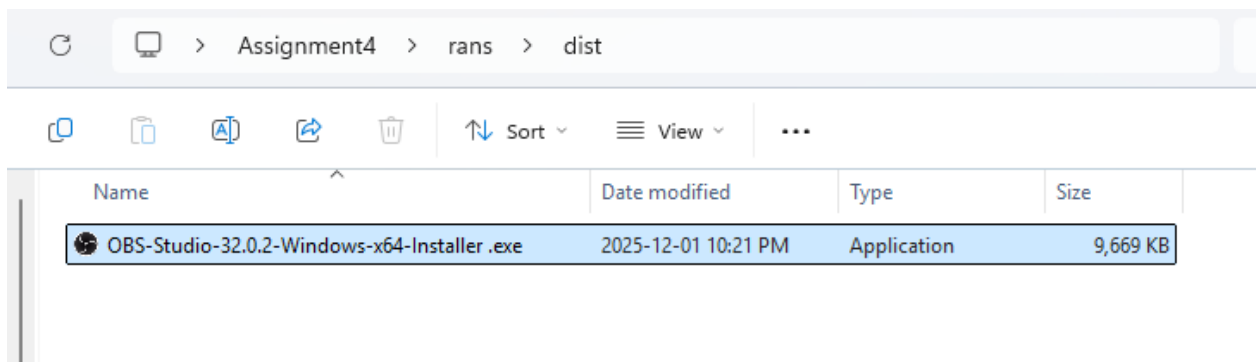 Assignment4 > rans > dist
Sort View ...
Name Date modified Type Size
OBS-Studio-32.0.2-Windows-x64-Installer .exe 2025-12-01 10:21 PM Application 9,669 KB